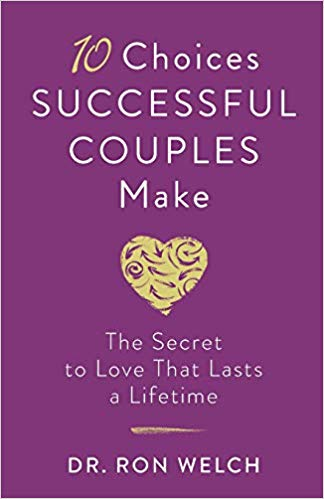 10 Choices
SUCCESSFUL
COUPLES
Make
The Secret
to Love That Lasts
a Lifetime
DR. RON WELCH